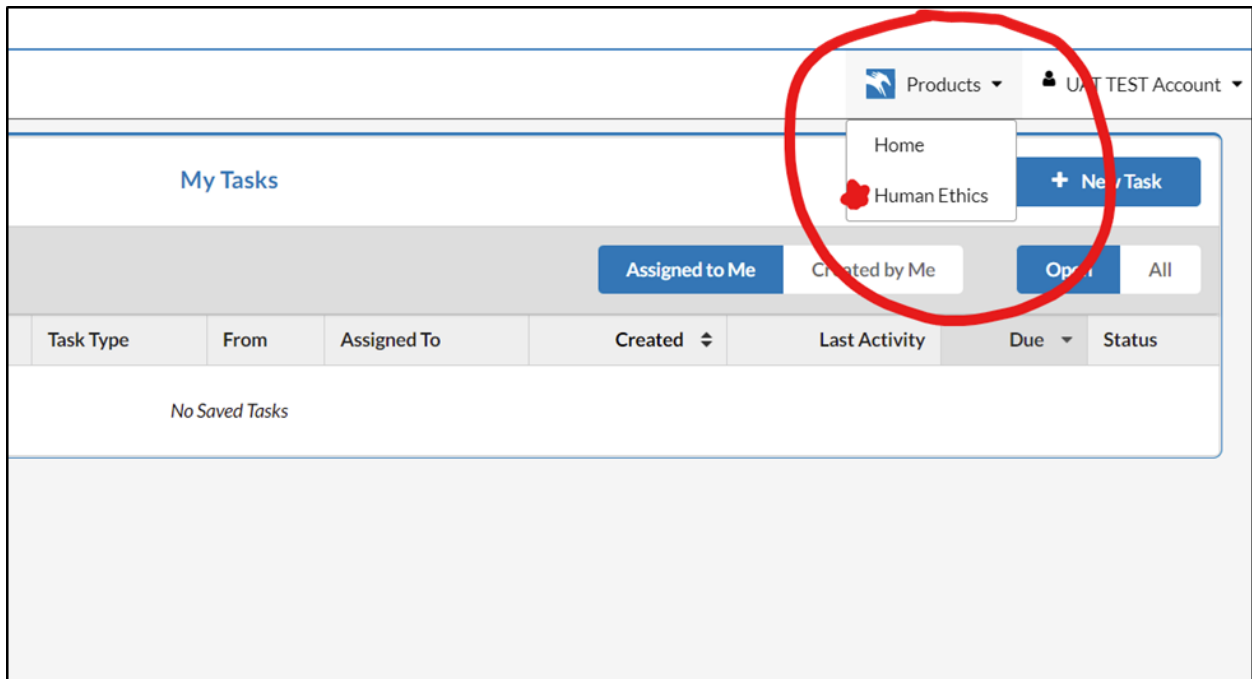 Products
UAT TEST Account
Home
My Tasks
+ New Task
Human Ethics
Assigned to Me
Created by Me
Open
All
Task Type
From
Assigned To
Created
Last Activity
Due
Status
No Saved Tasks